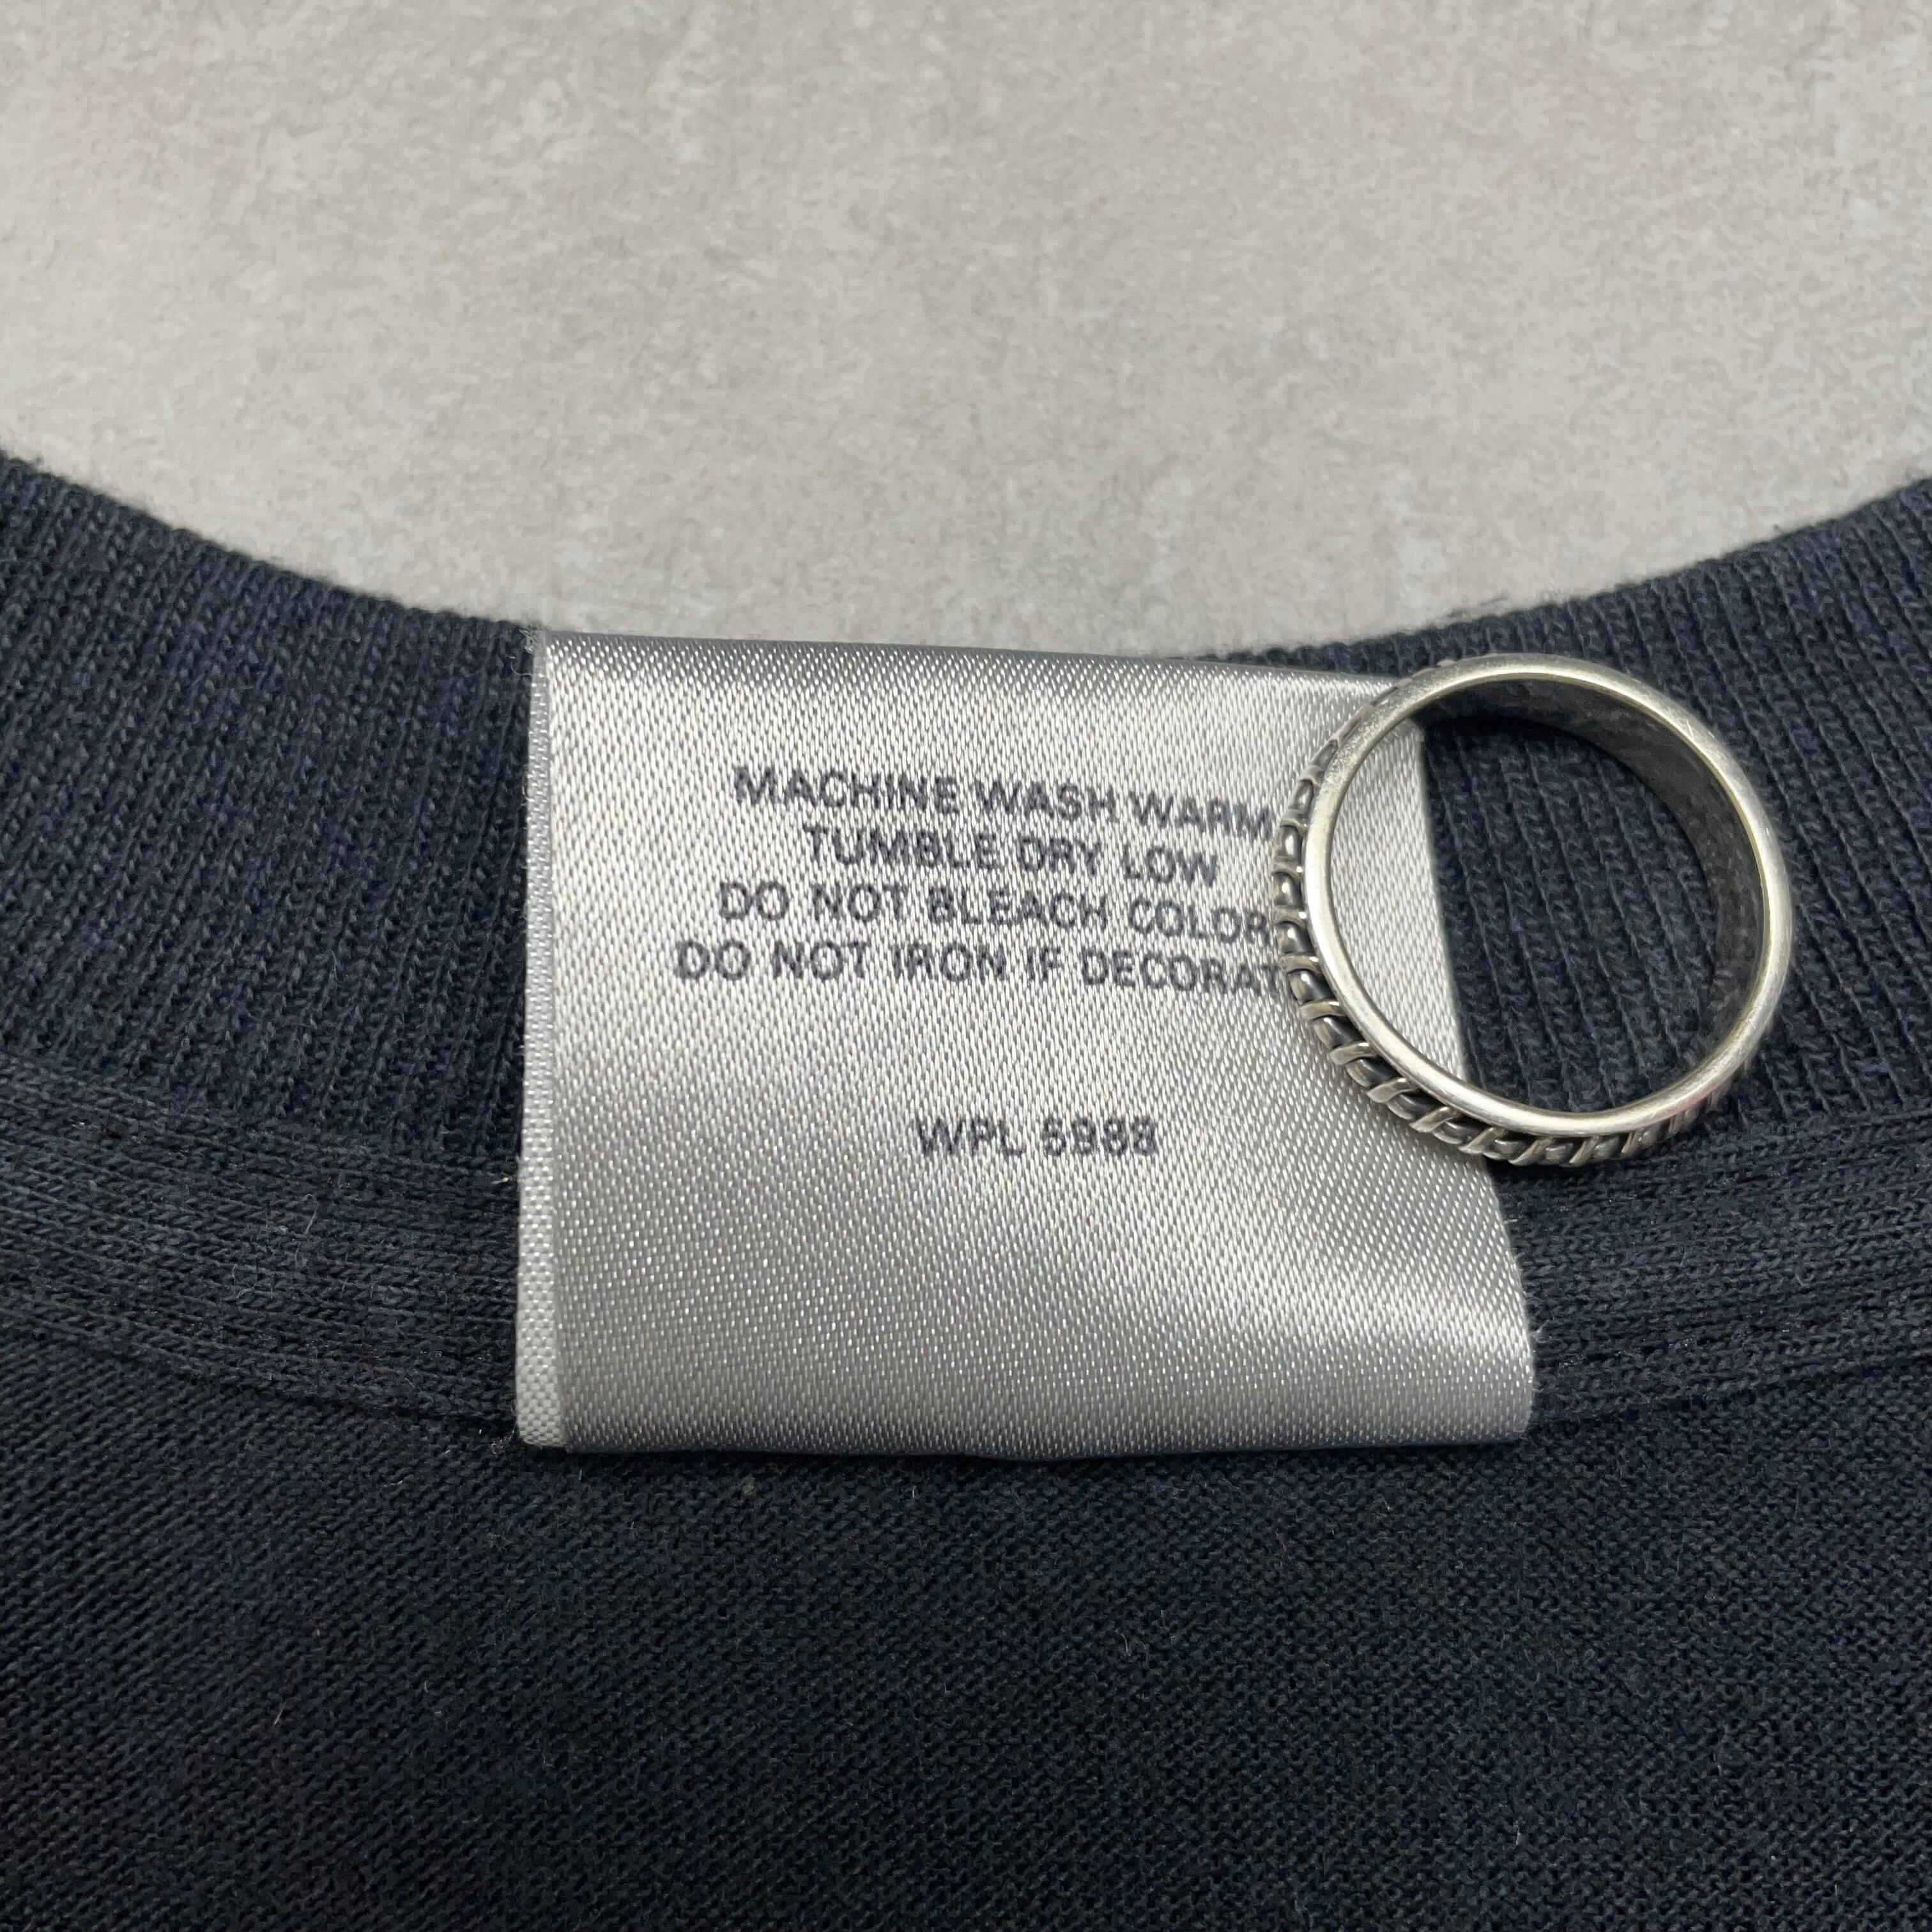 MACHINE WASH WARM
TUMBLE DRY LOW
DO NOT BLEACH COLOR
DO NOT IRON IF DECORAT
WPL 5988